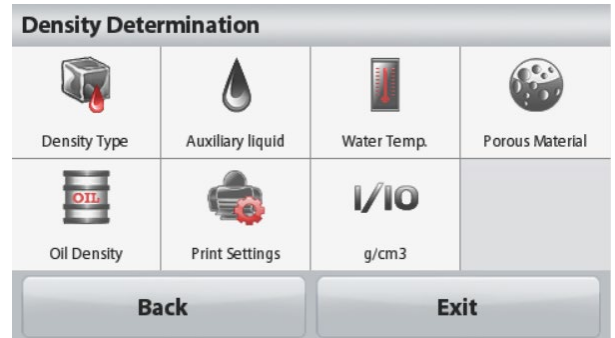 Density Determination
Density Type
Auxiliary liquid
Water Temp.
Porous Material
OIL
Oil Density
Print Settings
I/IO
g/cm3
Back
Exit